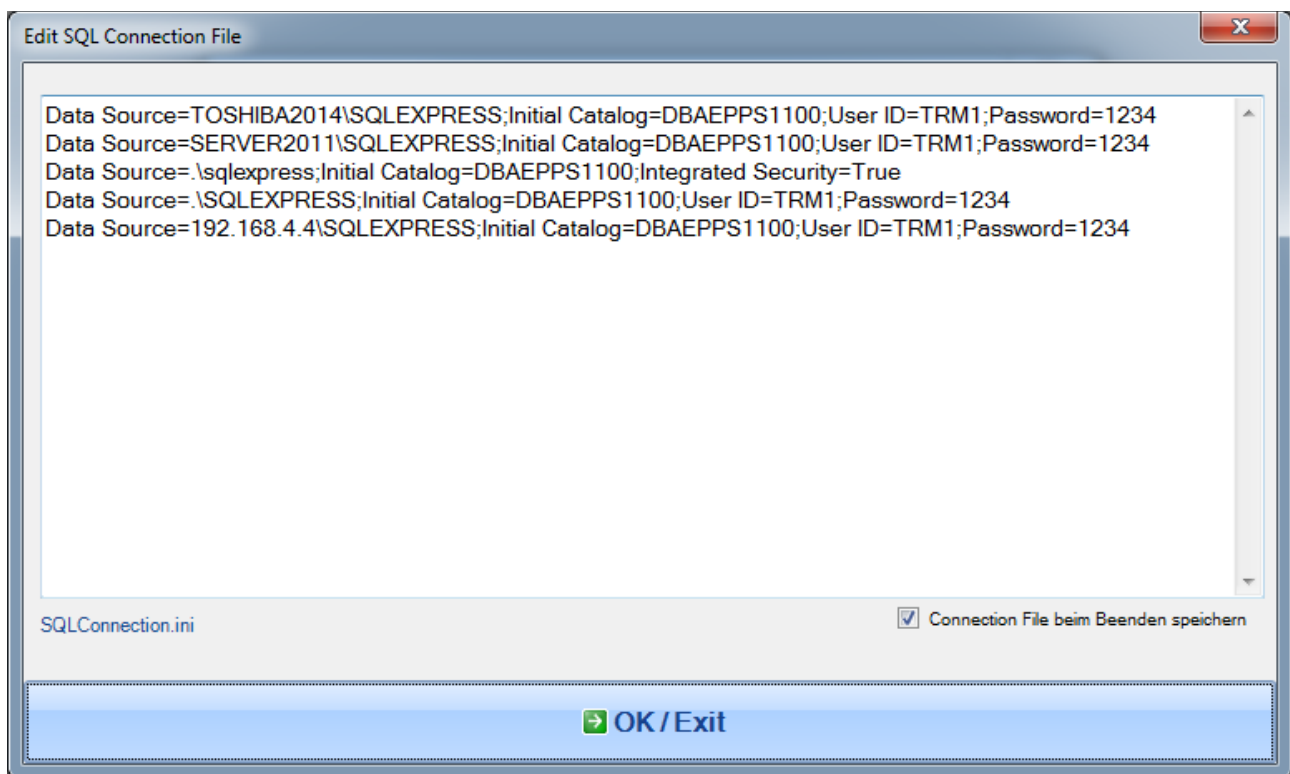 Edit SQL Connection File
Data Source=TOSHIBA2014\SQLEXPRESS;Initial Catalog=DBAEPPS1100;User ID=TRM1;Password=1234
Data Source=SERVER2011\SQLEXPRESS;Initial Catalog=DBAEPPS1100;User ID=TRM1;Password=1234
Data Source=.\sqlexpress;Initial Catalog=DBAEPPS1100;Integrated Security=True
Data Source=.\SQLEXPRESS;Initial Catalog=DBAEPPS1100;User ID=TRM1;Password=1234
Data Source=192.168.4.4\SQLEXPRESS;Initial Catalog=DBAEPPS1100;User ID=TRM1;Password=1234
SQLConnection.ini
Connection File beim Beenden speichern
OK / Exit